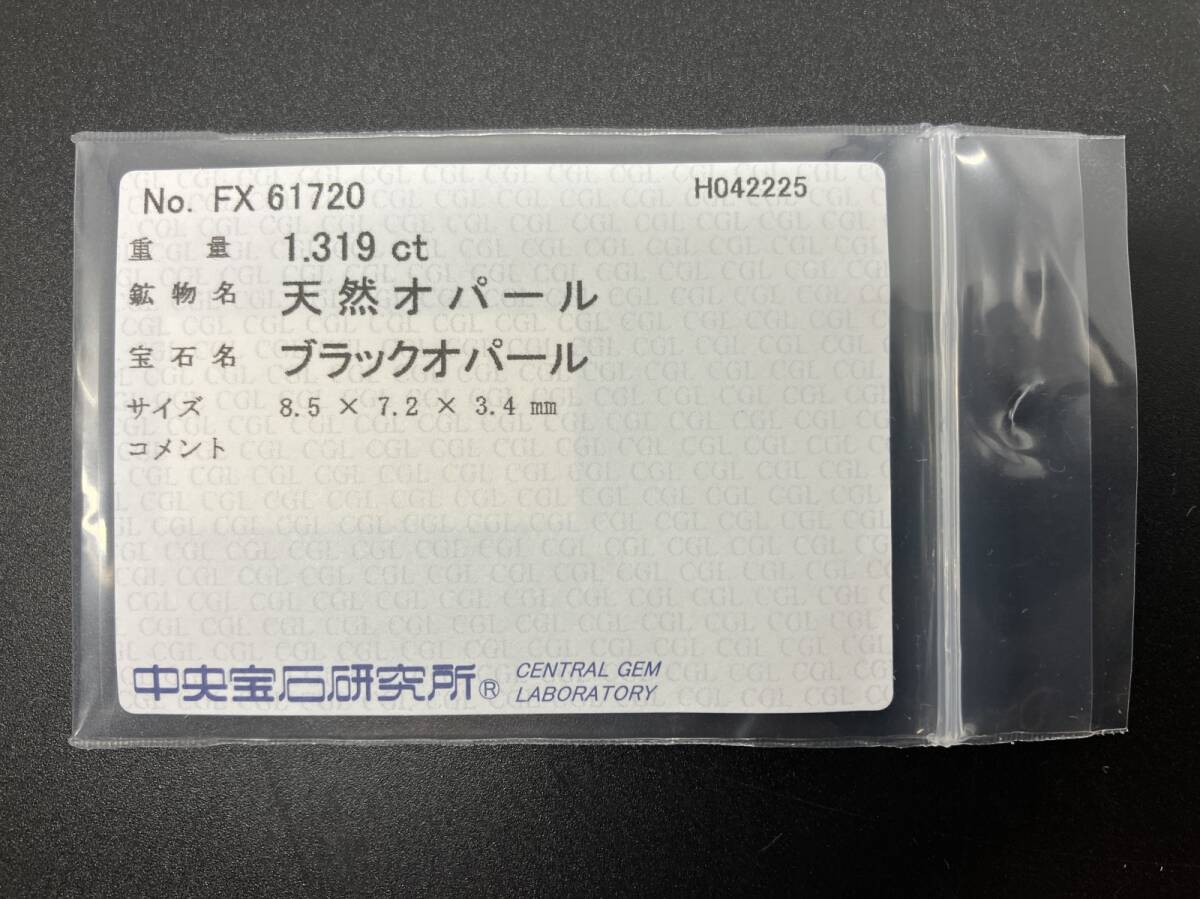 No. FX 61720 H042225
重 量 1.319 ct
鉱物名 天然オパール
宝石名 ブラックオパール
サイズ 8.5 × 7.2 × 3.4 mm
コメント
中央宝石研究所® CENTRAL GEM
LABORATORY